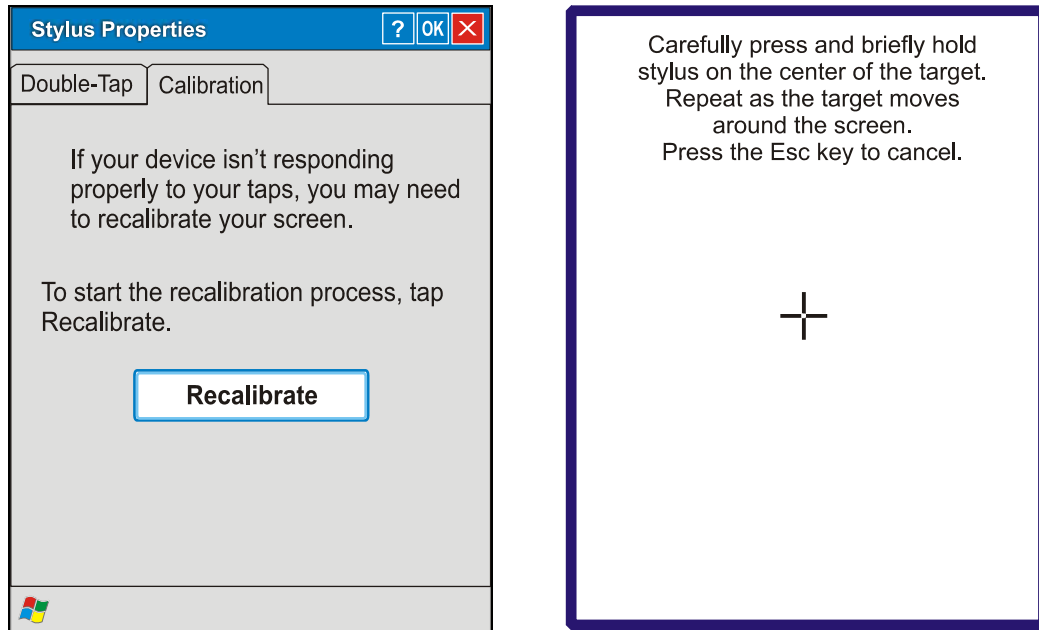 Stylus Properties
? OK X
Double-Tap Calibration
If your device isn't responding
properly to your taps, you may need
to recalibrate your screen.
To start the recalibration process, tap
Recalibrate.
Recalibrate
Carefully press and briefly hold
stylus on the center of the target.
Repeat as the target moves
around the screen.
Press the Esc key to cancel.